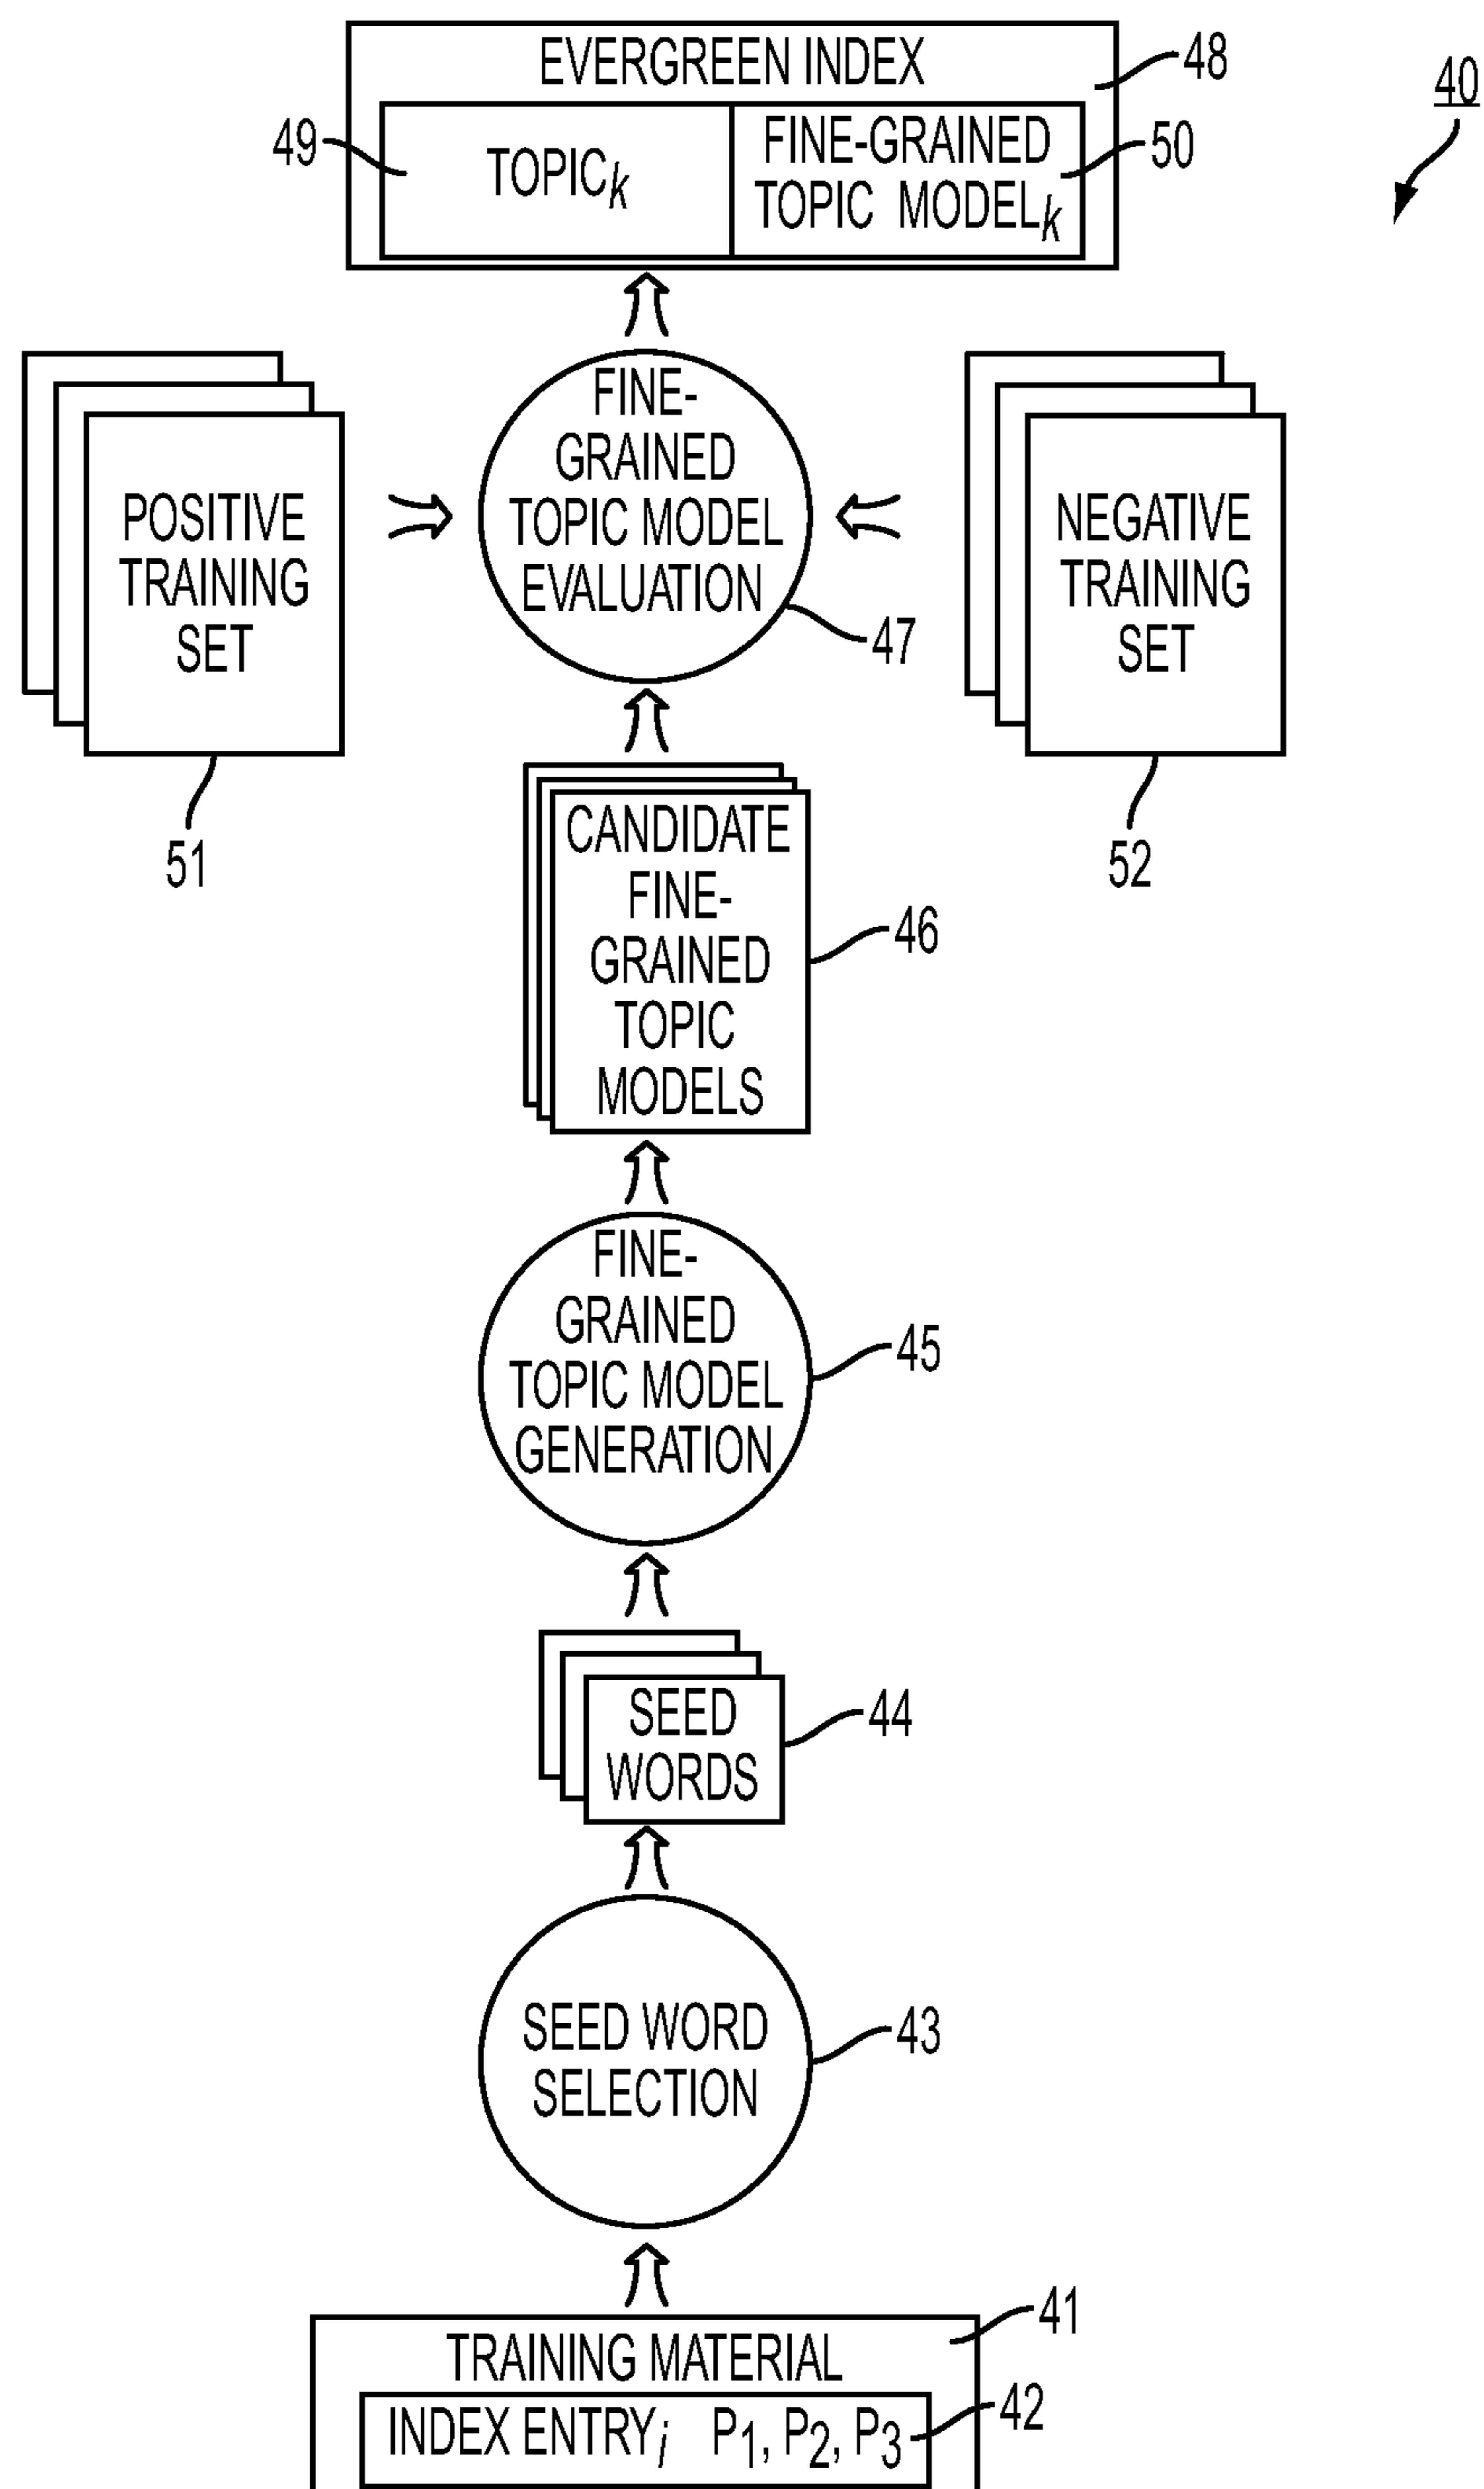 EVERGREEN INDEX
48
40
49
TOPICk
FINE-GRAINED
TOPIC MODELk
50
POSITIVE
TRAINING
SET
51
FINE-
GRAINED
TOPIC MODEL
EVALUATION
47
NEGATIVE
TRAINING
SET
52
CANDIDATE
FINE-
GRAINED
TOPIC
MODELS
46
FINE-
GRAINED
TOPIC MODEL
GENERATION
45
SEED
WORDS
44
SEED WORD
SELECTION
43
TRAINING MATERIAL
41
INDEX ENTRYi P1, P2, P3
42